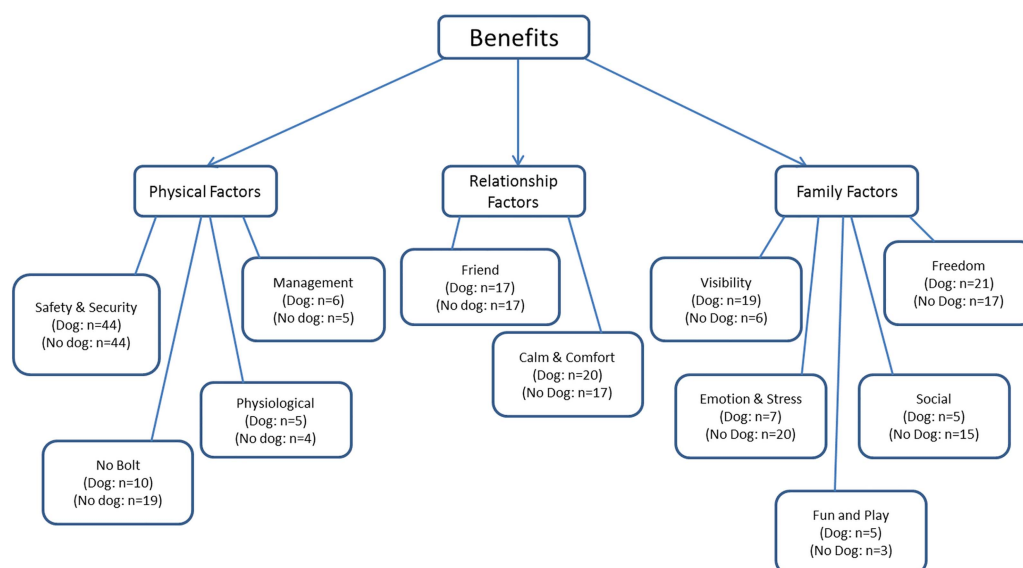 Benefits
Physical Factors
Relationship
Factors
Family Factors
Safety & Security
(Dog: n=44)
(No dog: n=44)
Management
(Dog: n=6)
(No dog: n=5)
Physiological
(Dog: n=5)
(No dog: n=4)
No Bolt
(Dog: n=10)
(No dog: n=19)
Friend
(Dog: n=17)
(No dog: n=17)
Calm & Comfort
(Dog: n=20)
(No Dog: n=17)
Visibility
(Dog: n=19)
(No Dog: n=6)
Freedom
(Dog: n=21)
(No Dog: n=17)
Emotion & Stress
(Dog: n=7)
(No Dog: n=20)
Social
(Dog: n=5)
(No Dog: n=15)
Fun and Play
(Dog: n=5)
(No Dog: n=3)